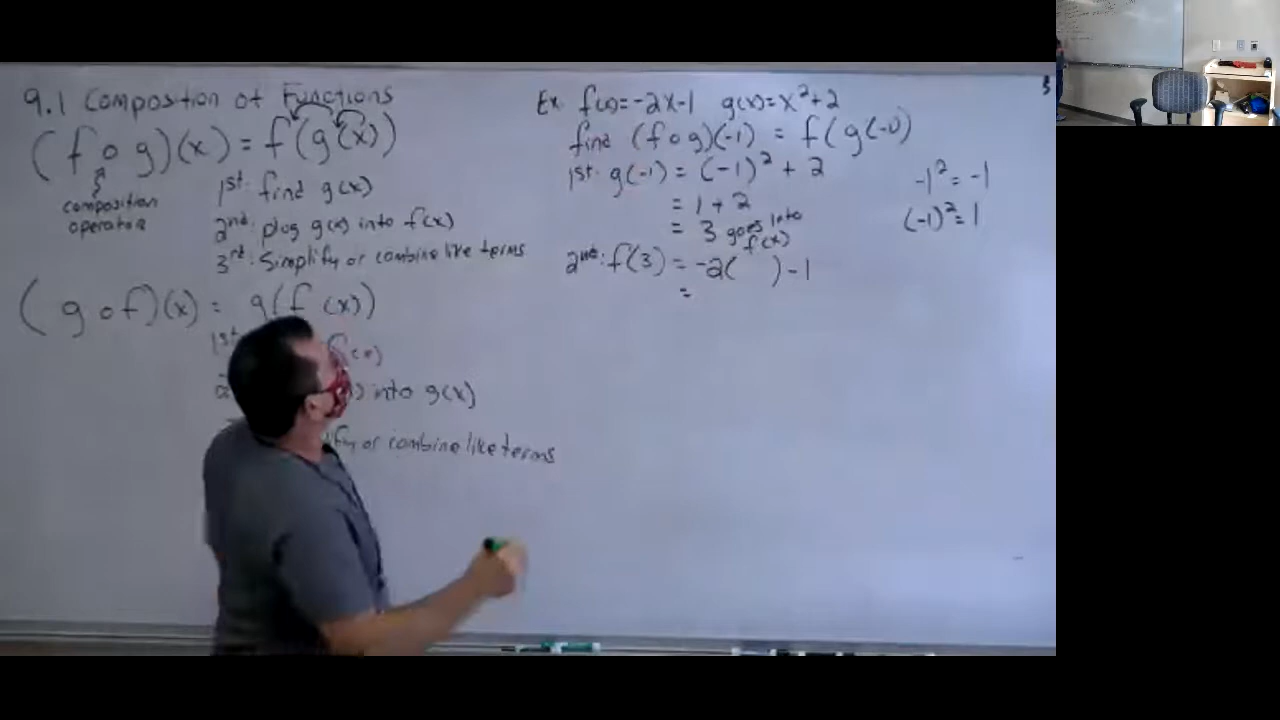 9.1 Composition of Functions
(f o g)(x) = f(g(x))
composition
operator
1st: find g(x)
2nd: plug g(x) into f(x)
3rd: Simplify or combine like terms
(g o f)(x) = g(f(x))
1st
f(x)
into g(x)
or combine like terms
Ex f(x)=-2x-1 g(x)=x²+2
find (f o g)(-1) = f(g(-1))
1st: g(-1) = (-1)² + 2
= 1 + 2
= 3 goes into
f(x)
2nd: f(3) = -2( ) - 1
=
-1² = -1
(-1)² = 1